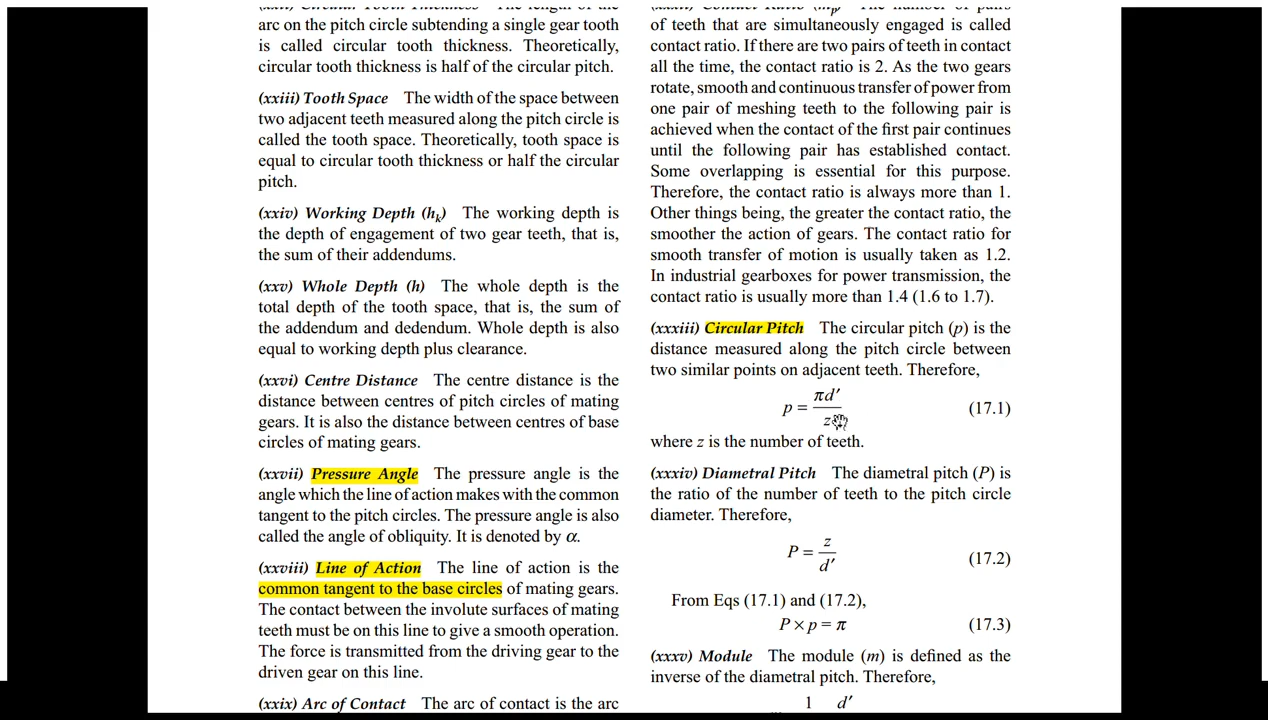 arc on the pitch circle subtending a single gear tooth
is called circular tooth thickness. Theoretically,
circular tooth thickness is half of the circular pitch.
(xxiii) Tooth Space The width of the space between
two adjacent teeth measured along the pitch circle is
called the tooth space. Theoretically, tooth space is
equal to circular tooth thickness or half the circular
pitch.
(xxiv) Working Depth (hk) The working depth is
the depth of engagement of two gear teeth, that is,
the sum of their addendums.
(xxv) Whole Depth (h) The whole depth is the
total depth of the tooth space, that is, the sum of
the addendum and dedendum. Whole depth is also
equal to working depth plus clearance.
(xxvi) Centre Distance The centre distance is the
distance between centres of pitch circles of mating
gears. It is also the distance between centres of base
circles of mating gears.
(xxvii) Pressure Angle The pressure angle is the
angle which the line of action makes with the common
tangent to the pitch circles. The pressure angle is also
called the angle of obliquity. It is denoted by α.
(xxviii) Line of Action The line of action is the
common tangent to the base circles of mating gears.
The contact between the involute surfaces of mating
teeth must be on this line to give a smooth operation.
The force is transmitted from the driving gear to the
driven gear on this line.
(xxix) Arc of Contact The arc of contact is the arc
of teeth that are simultaneously engaged is called
contact ratio. If there are two pairs of teeth in contact
all the time, the contact ratio is 2. As the two gears
rotate, smooth and continuous transfer of power from
one pair of meshing teeth to the following pair is
achieved when the contact of the first pair continues
until the following pair has established contact.
Some overlapping is essential for this purpose.
Therefore, the contact ratio is always more than 1.
Other things being, the greater the contact ratio, the
smoother the action of gears. The contact ratio for
smooth transfer of motion is usually taken as 1.2.
In industrial gearboxes for power transmission, the
contact ratio is usually more than 1.4 (1.6 to 1.7).
(xxxiii) Circular Pitch The circular pitch (p) is the
distance measured along the pitch circle between
two similar points on adjacent teeth. Therefore,
p = πd′/z (17.1)
where z is the number of teeth.
(xxxiv) Diametral Pitch The diametral pitch (P) is
the ratio of the number of teeth to the pitch circle
diameter. Therefore,
P = z/d′ (17.2)
From Eqs (17.1) and (17.2),
P × p = π (17.3)
(xxxv) Module The module (m) is defined as the
inverse of the diametral pitch. Therefore,
1 d′